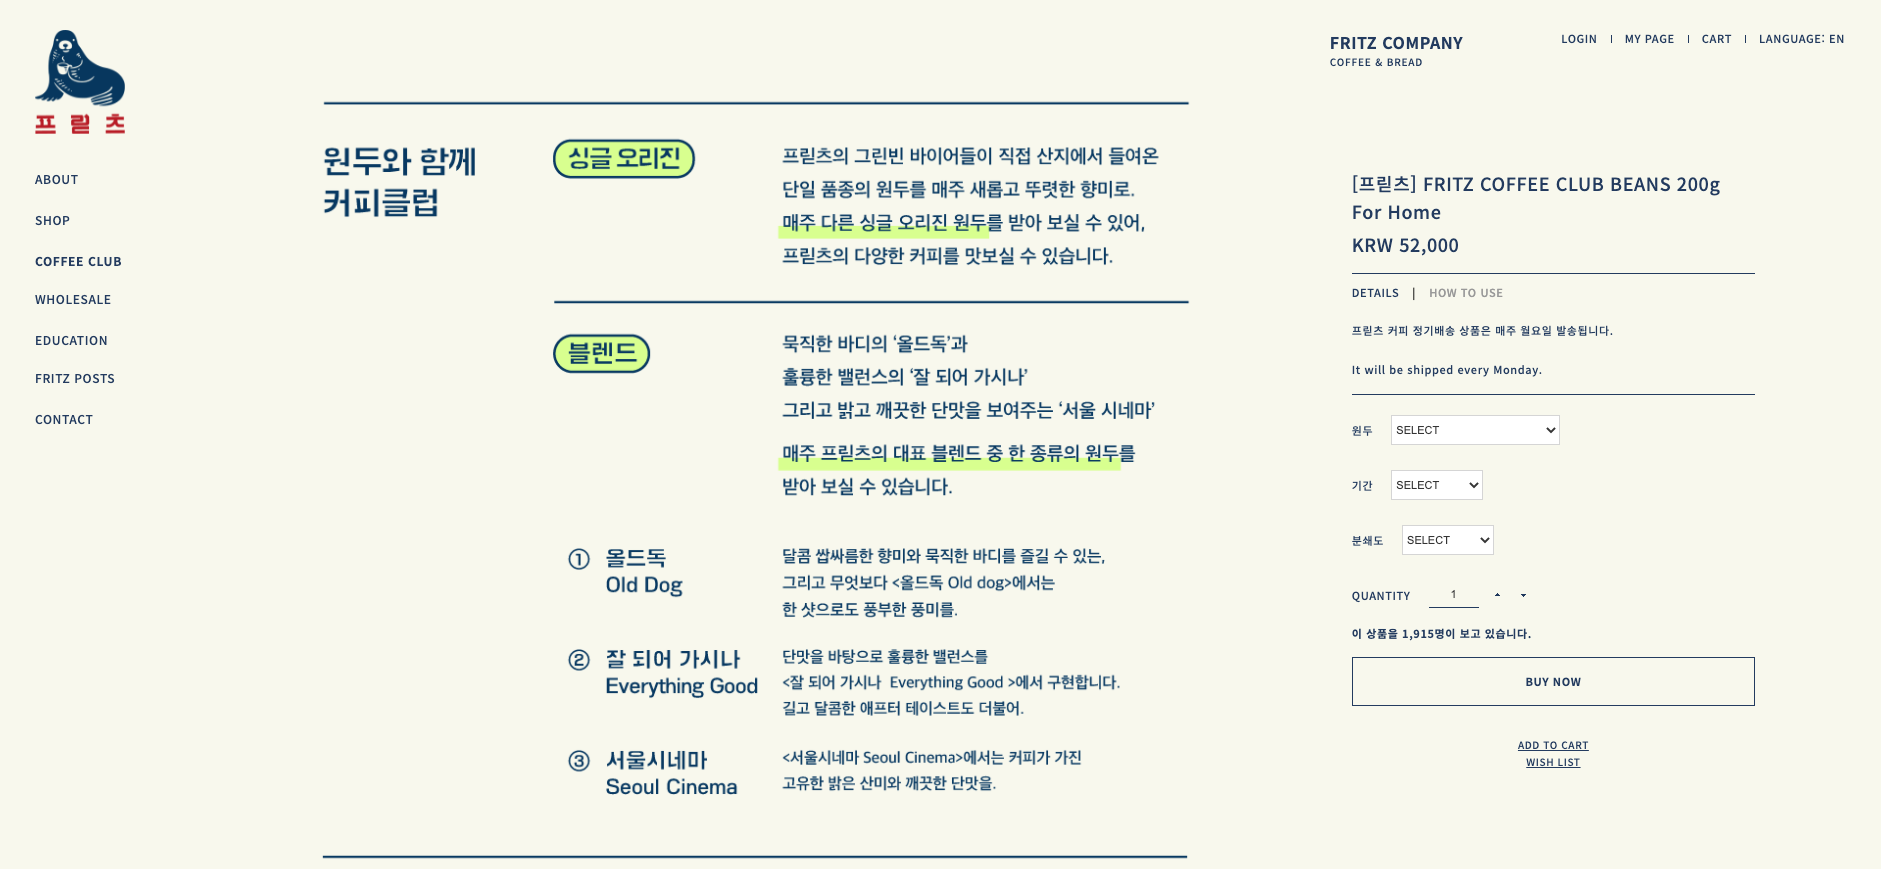 프릳츠
ABOUT
SHOP
COFFEE CLUB
WHOLESALE
EDUCATION
FRITZ POSTS
CONTACT
원두와 함께
커피클럽
싱글 오리진
프릳츠의 그린빈 바이어들이 직접 산지에서 들여온
단일 품종의 원두를 매주 새롭고 뚜렷한 향미로.
매주 다른 싱글 오리진 원두를 받아 보실 수 있어,
프릳츠의 다양한 커피를 맛보실 수 있습니다.
블렌드
묵직한 바디의 ‘올드독’과
훌륭한 밸런스의 ‘잘 되어 가시나’
그리고 밝고 깨끗한 단맛을 보여주는 ‘서울 시네마’
매주 프릳츠의 대표 블렌드 중 한 종류의 원두를
받아 보실 수 있습니다.
① 올드독
Old Dog
달콤 쌉싸름한 향미와 묵직한 바디를 즐길 수 있는,
그리고 무엇보다 <올드독 Old dog>에서는
한 샷으로도 풍부한 풍미를.
② 잘 되어 가시나
Everything Good
단맛을 바탕으로 훌륭한 밸런스를
<잘 되어 가시나 Everything Good >에서 구현합니다.
길고 달콤한 애프터 테이스트도 더불어.
③ 서울시네마
Seoul Cinema
<서울시네마 Seoul Cinema>에서는 커피가 가진
고유한 밝은 산미와 깨끗한 단맛을.
FRITZ COMPANY
COFFEE & BREAD
LOGIN | MY PAGE | CART | LANGUAGE: EN
[프릳츠] FRITZ COFFEE CLUB BEANS 200g
For Home
KRW 52,000
DETAILS | HOW TO USE
프릳츠 커피 정기배송 상품은 매주 월요일 발송됩니다.
It will be shipped every Monday.
원두 SELECT
기간 SELECT
분쇄도 SELECT
QUANTITY 1
이 상품을 1,915명이 보고 있습니다.
BUY NOW
ADD TO CART
WISH LIST